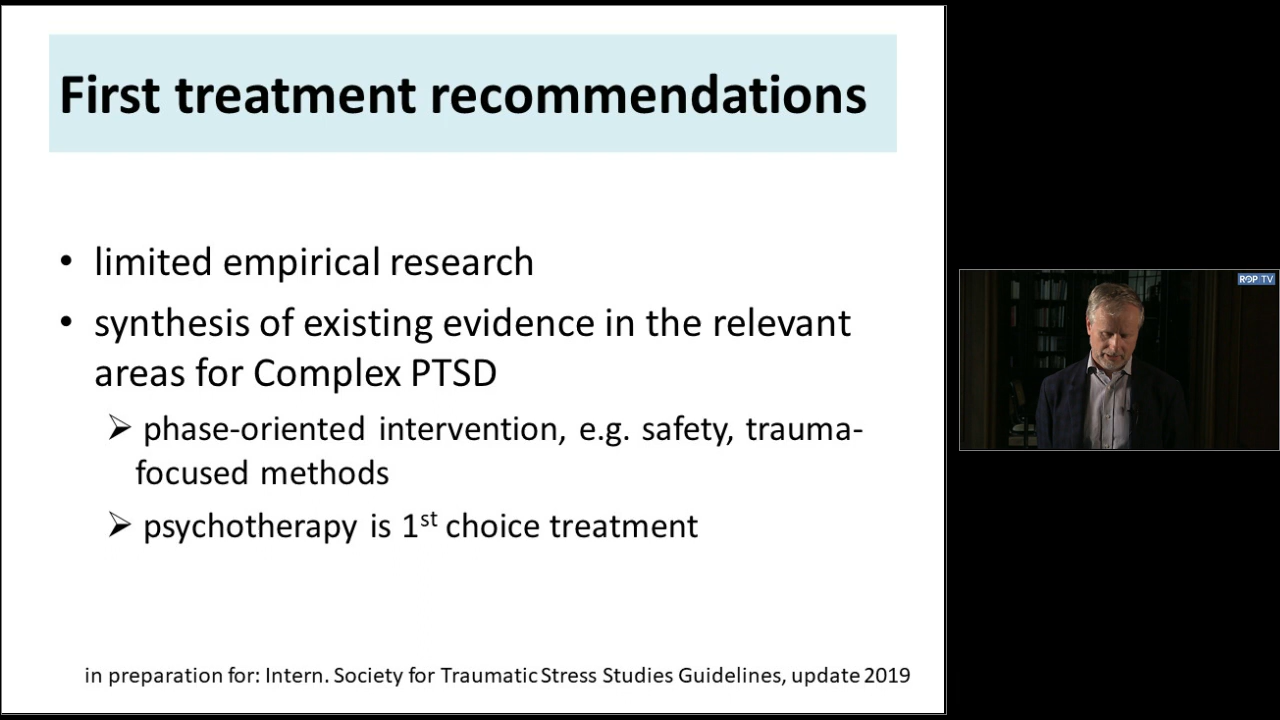 First treatment recommendations
• limited empirical research
• synthesis of existing evidence in the relevant
areas for Complex PTSD
➢ phase-oriented intervention, e.g. safety, trauma-
focused methods
➢ psychotherapy is 1st choice treatment
in preparation for: Intern. Society for Traumatic Stress Studies Guidelines, update 2019
ROP TV